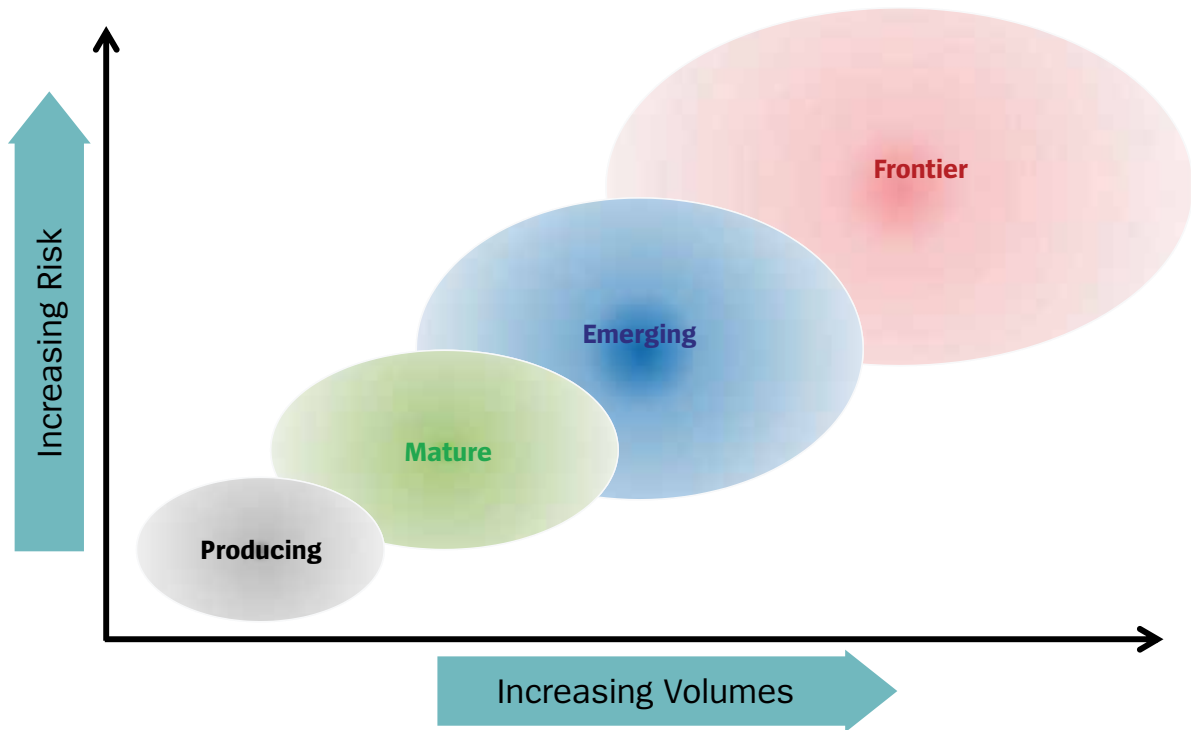 Increasing Risk
Frontier
Emerging
Mature
Producing
Increasing Volumes